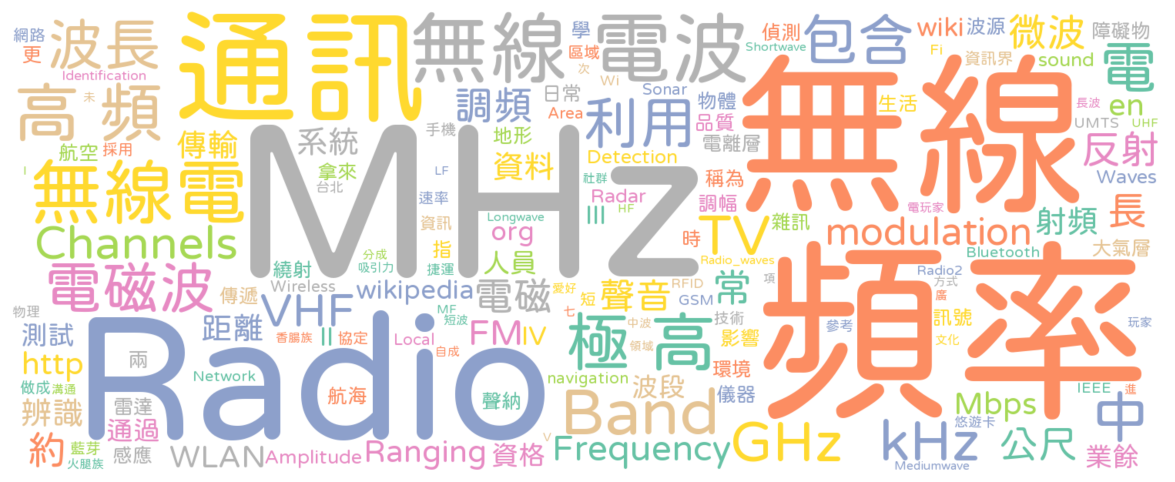 網路
更
波長
Identification
未
高頻
航空
採用
無線電
Channels
電磁波
物理
測試
http
做成
溝通
辨識
約
藍芽
火腿族
兩
雷達
通過
感應
通訊
傳輸
I
傳遞
繞射
Wireless
VHF
距離
II
香腸族
協定
Network
Radio
WLAN
Amplitude
MHz
系統
拿來
台北
手機
LF
速率
資訊
指
捷運
分成
吸引力
wikipedia
MF
短波
Local
自成
航海
Ranging
無線電波
調頻
地形
資料
Longwave
III
org
人員
電磁
FM
IV
聲納
資格
V
學
Shortwave
區域
次
Wi
日常
Area
利用
Sonar
Detection
社群
Radar
HF
愛好
七
短
聲音
中波
領域
極高
navigation
波段
Band
Frequency
偵測
包含
物體
品質
電離層
稱為
調幅
時
TV
雜訊
Radio_waves
RFID
GSM
常
技術
影響
環境
儀器
GHz
wiki
波源
Fi
資訊界
微波
sound
障礙物
電
生活
en
長波
UMTS
UHF
反射
Waves
無線
電玩家
長
射頻
modulation
Bluetooth
大氣層
Radio2
方式
項
廣
訊號
參考
文化
玩家
頻率
IEEE
進
Mbps
悠遊卡
中
kHz
Mediumwave
公尺
業餘